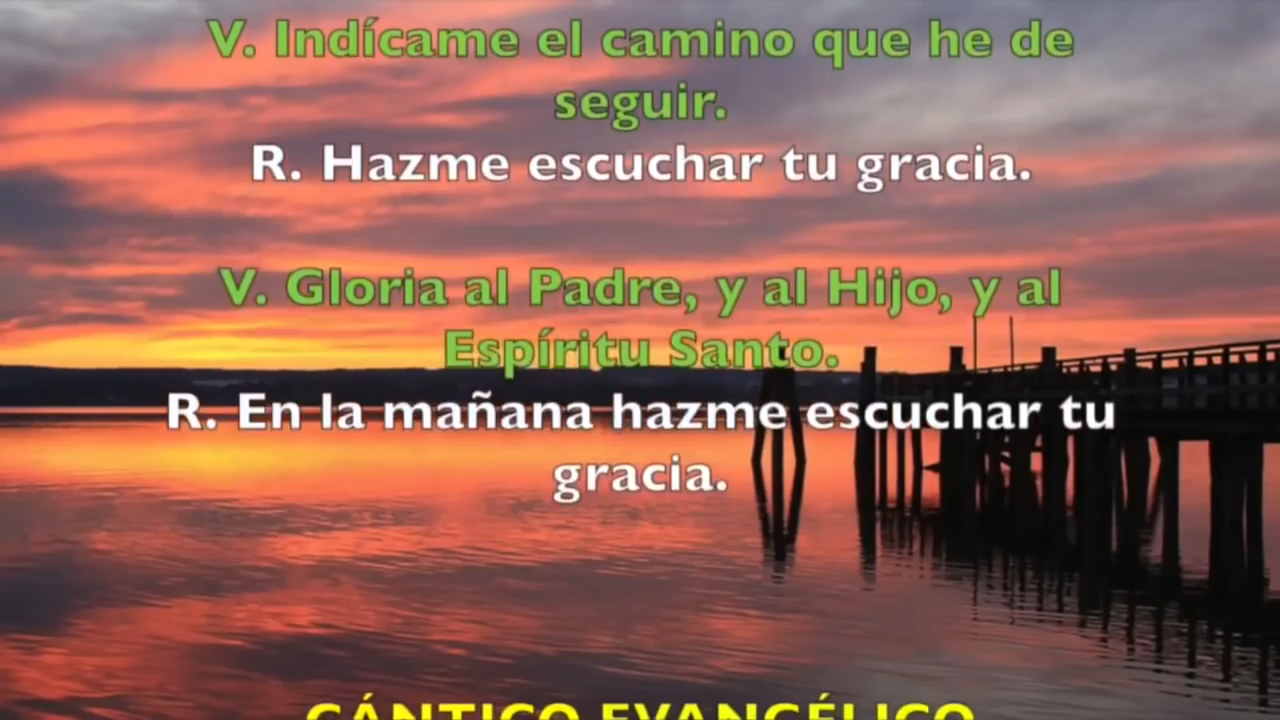 V. Indícame el camino que he de
seguir.
R. Hazme escuchar tu gracia.
V. Gloria al Padre, y al Hijo, y al
Espíritu Santo.
R. En la mañana hazme escuchar tu
gracia.
CÁNTICO EVANGÉLICO